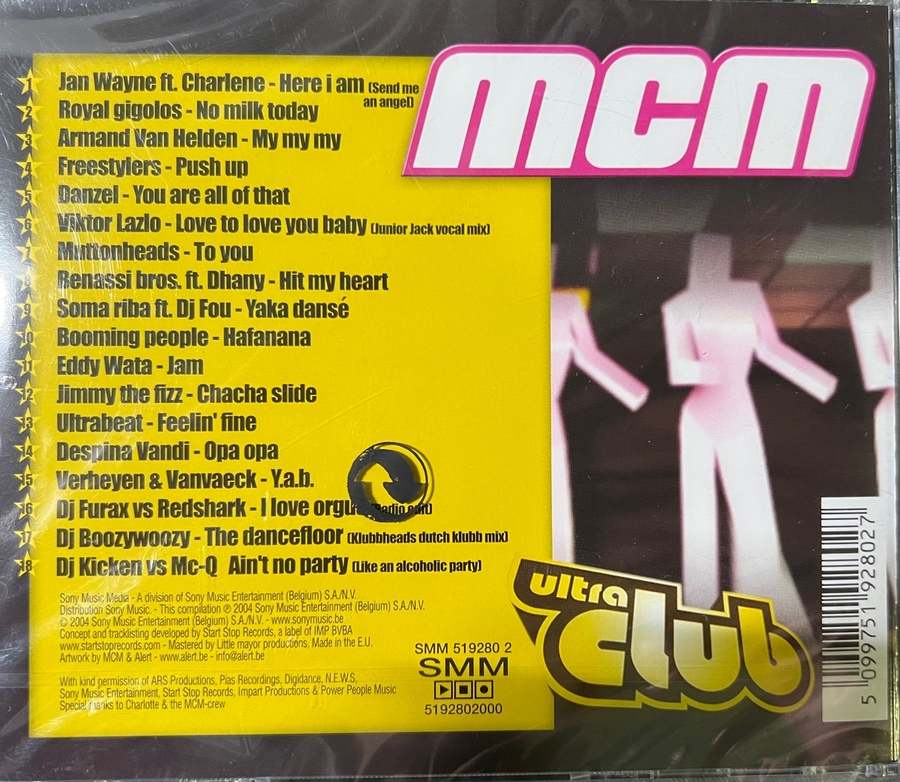 mcm
1 Jan Wayne ft. Charlene - Here i am (Send me
an angel)
2 Royal gigolos - No milk today
3 Armand Van Helden - My my my
4 Freestylers - Push up
5 Danzel - You are all of that
6 Viktor Lazlo - Love to love you baby (Junior Jack vocal mix)
7 Muttonheads - To you
8 Benassi bros. ft. Dhany - Hit my heart
9 Soma riba ft. Dj Fou - Yaka dansé
10 Booming people - Hafanana
11 Eddy Wata - Jam
12 Jimmy the fizz - Chacha slide
13 Ultrabeat - Feelin' fine
14 Despina Vandi - Opa opa
15 Verheyen & Vanvaeck - Y.a.b.
16 Dj Furax vs Redshark - I love (Radio edit)
17 Dj Boozywoozy - The dancefloor (Klubbheads dutch klubb mix)
18 Dj Kicken vs Mc-Q Ain't no party (Like an alcoholic party)
Sony Music Media - A division of Sony Music Entertainment (Belgium) S.A./N.V.
Distribution Sony Music. - This compilation ℗ 2004 Sony Music Entertainment (Belgium) S.A./N.V.
© 2004 Sony Music Entertainment (Belgium) S.A./N.V. - www.sonymusic.be
Concept and tracklisting developed by Start Stop Records, a label of IMP BVBA
www.startstoprecords.com - Mastered by Little mayor productions. Made in the E.U.
Artwork by MCM & Alert - www.alert.be - info@alert.be
With kind permission of ARS Productions, Pias Recordings, Digidance, N.E.W.S,
Sony Music Entertainment, Start Stop Records, Impart Productions & Power People Music
Special thanks to Charlotte & the MCM-crew
SMM 519280 2
SMM
5192802000
ultra
club
5 099751 928027